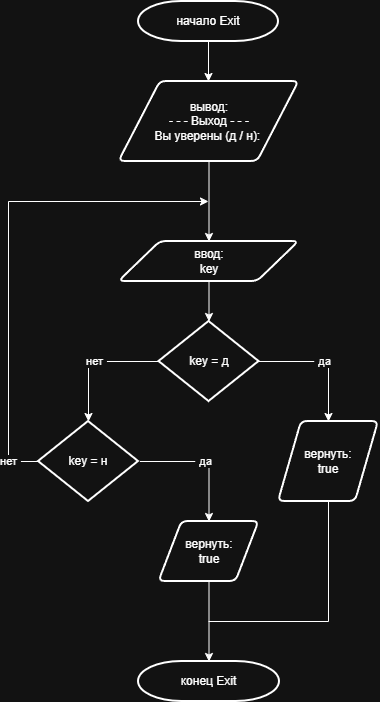 начало Exit
вывод:
- - - Выход - - -
Вы уверены (д / н):
ввод:
key
key = д
нет
да
key = н
нет
да
вернуть:
true
вернуть:
true
конец Exit